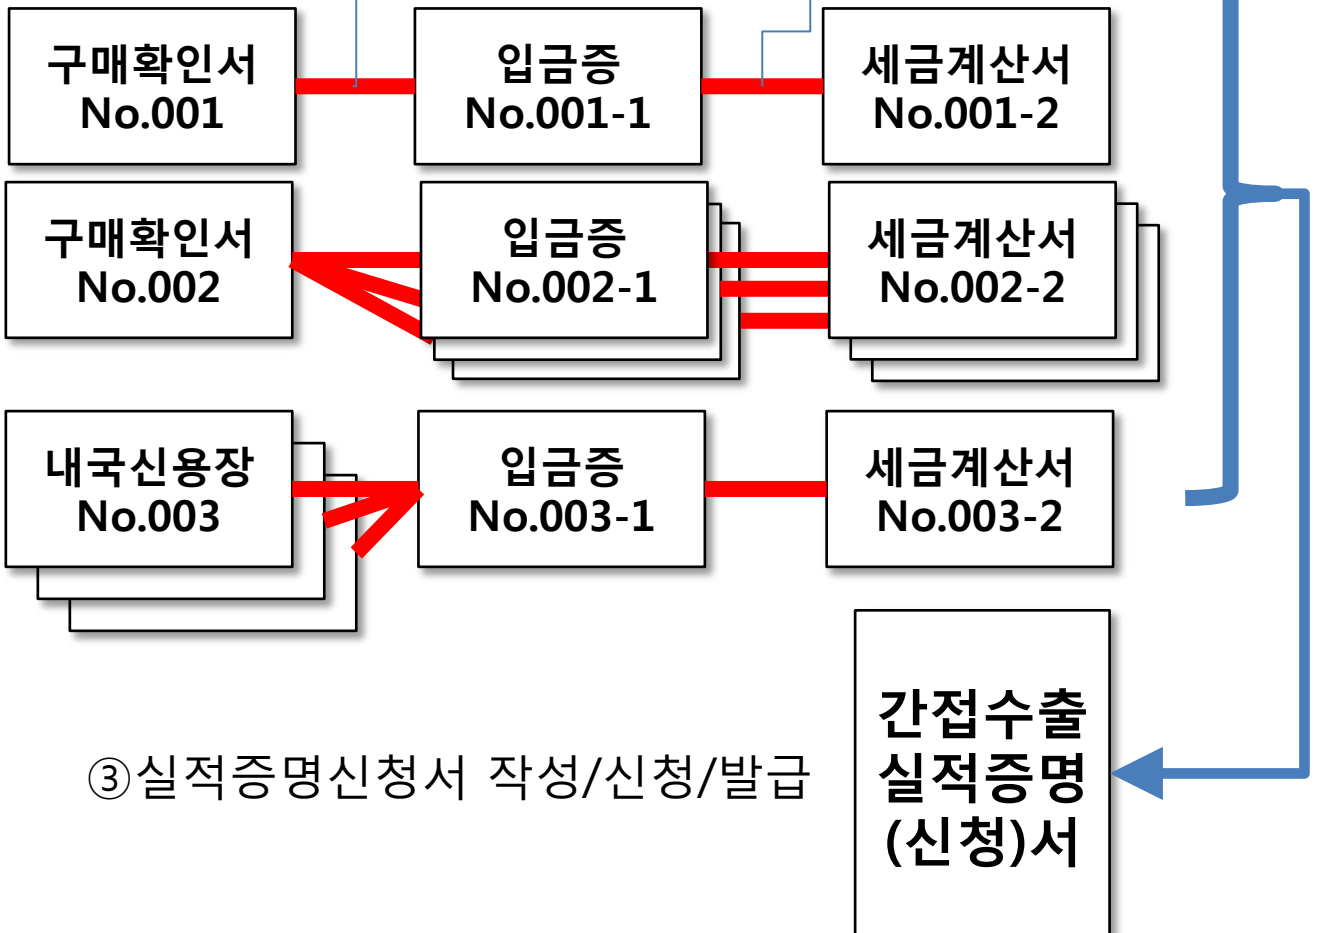 구매확인서
No.001
입금증
No.001-1
세금계산서
No.001-2
구매확인서
No.002
입금증
No.002-1
세금계산서
No.002-2
내국신용장
No.003
입금증
No.003-1
세금계산서
No.003-2
③실적증명신청서 작성/신청/발급
간접수출
실적증명
(신청)서